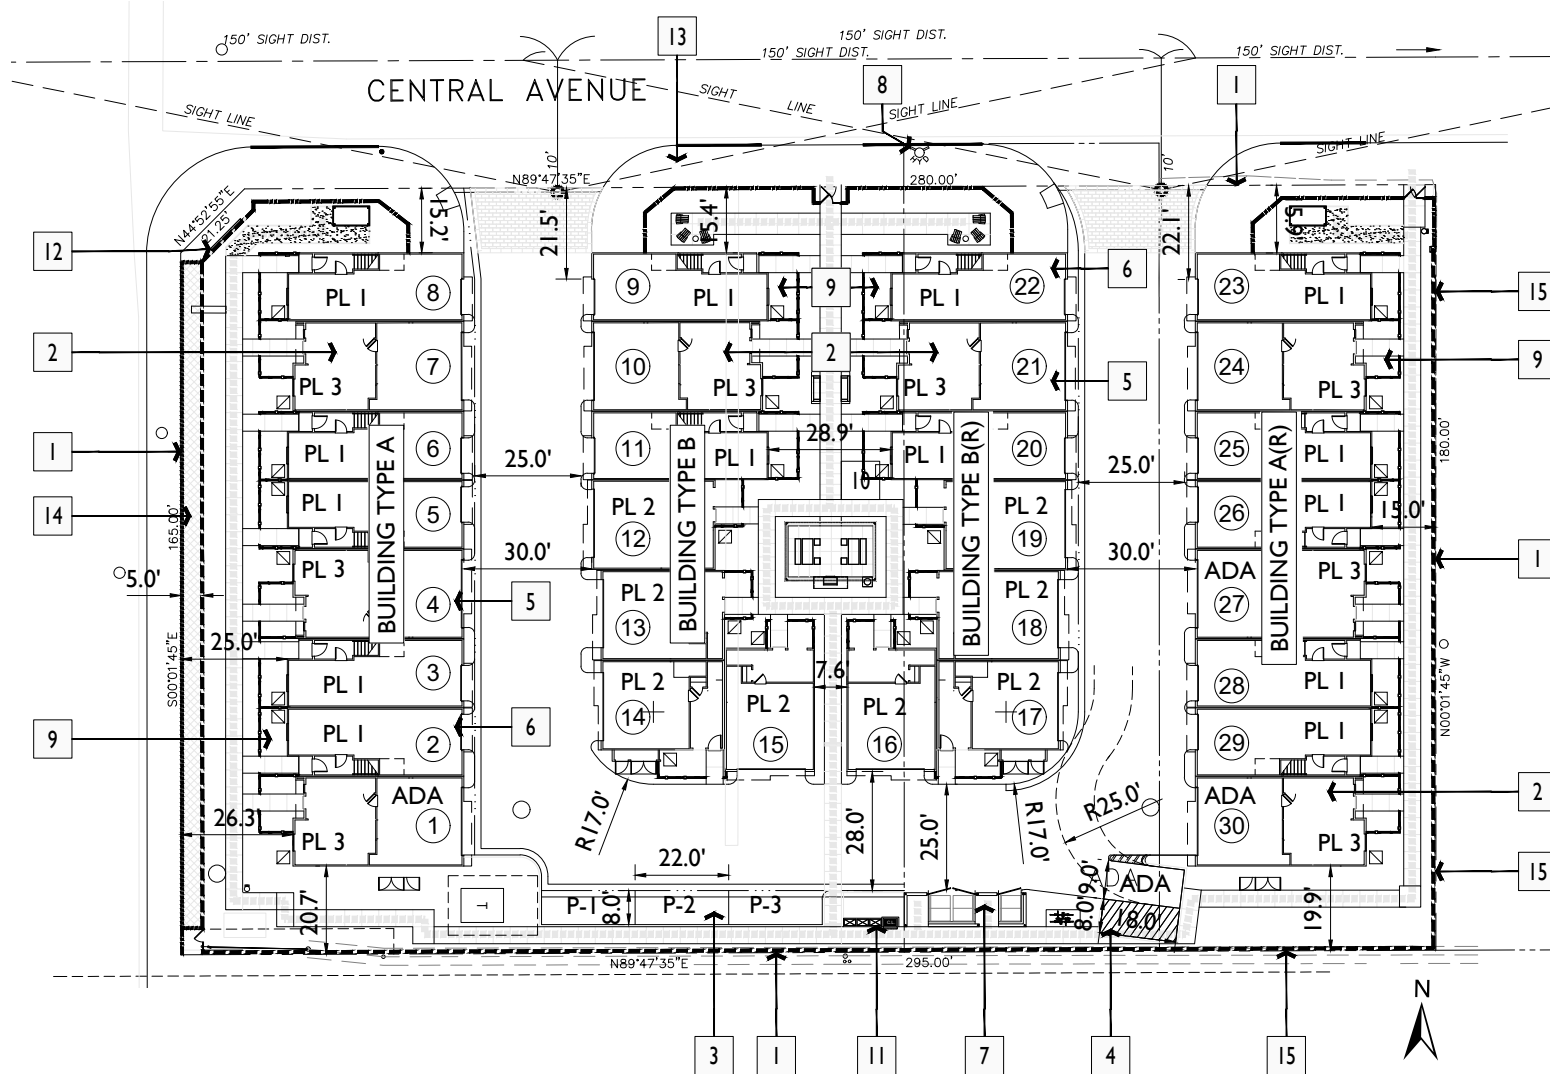 150' SIGHT DIST.
13
150' SIGHT DIST.
150' SIGHT DIST.
150' SIGHT DIST.
CENTRAL AVENUE
SIGHT LINE
SIGHT LINE
8
SIGHT LINE
1
SIGHT LINE
10'
10'
N89°47'35"E
280.00'
N44°52'55"E
21.25'
15.2'
21.5'
15.4'
22.1'
12
PL 1
8
9
PL 1
9
PL 1
22
6
23
PL 1
15
2
PL 3
7
10
PL 3
2
PL 3
21
5
24
PL 3
9
1
PL 1
6
11
PL 1
28.9'
PL 1
20
25
PL 1
180.00'
BUILDING TYPE A
BUILDING TYPE B
BUILDING TYPE B(R)
BUILDING TYPE A(R)
25.0'
10
25.0'
14
165.00'
PL 1
5
PL 2
12
PL 2
19
26
PL 1
15.0'
30.0'
30.0'
5.0'
PL 3
4
5
PL 2
13
PL 2
18
ADA
27
PL 3
1
S00°01'45"E
25.0'
PL 1
3
7.6'
28
PL 1
N00°01'45"W
9
PL 1
2
6
PL 2
14
PL 2
15
PL 2
16
PL 2
17
29
PL 1
26.3'
ADA
1
PL 3
R17.0'
28.0'
25.0'
R17.0'
R25.0'
ADA
30
PL 3
2
20.7'
T
22.0'
8.0'
P-1
P-2
P-3
9.0'
8.0'
ADA
18.0'
19.9'
15
N89°47'35"E
295.00'
N
3
1
11
7
4
15